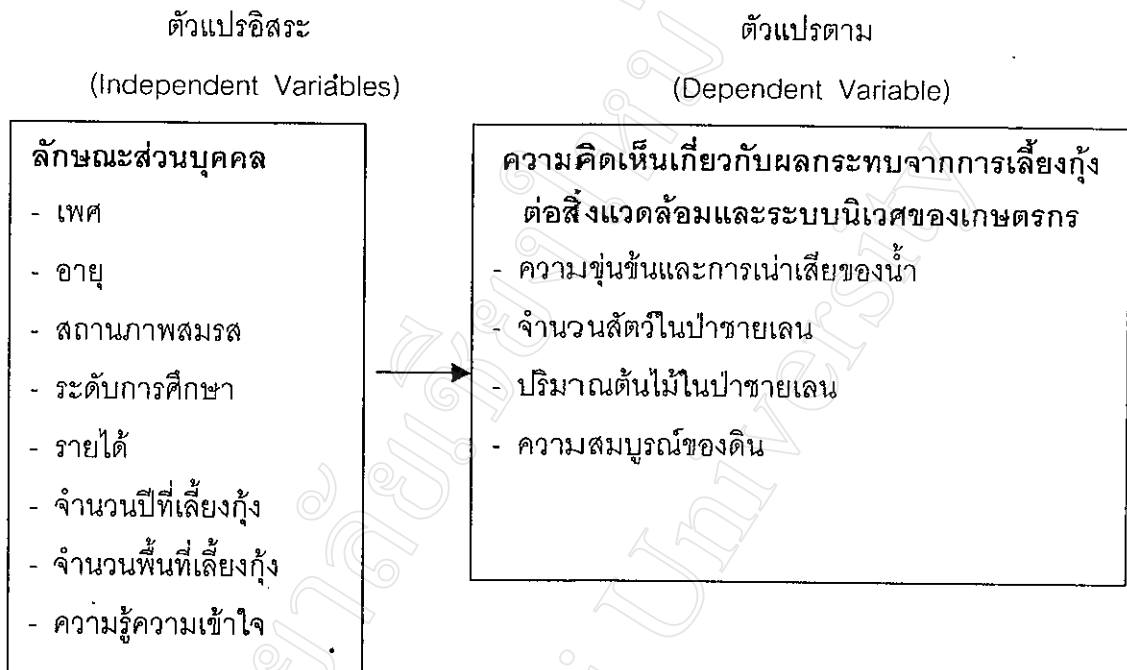 ตัวแปรอิสระ
(Independent Variables)
ลักษณะส่วนบุคคล
- เพศ
- อายุ
- สถานภาพสมรส
- ระดับการศึกษา
- รายได้
- จำนวนปีที่เลี้ยงกุ้ง
- จำนวนพื้นที่เลี้ยงกุ้ง
- ความรู้ความเข้าใจ
ตัวแปรตาม
(Dependent Variable)
ความคิดเห็นเกี่ยวกับผลกระทบจากการเลี้ยงกุ้ง
ต่อสิ่งแวดล้อมและระบบนิเวศของเกษตรกร
- ความขุ่นข้นและการเน่าเสียของน้ำ
- จำนวนสัตว์ในป่าชายเลน
- ปริมาณต้นไม้ในป่าชายเลน
- ความสมบูรณ์ของดิน
University